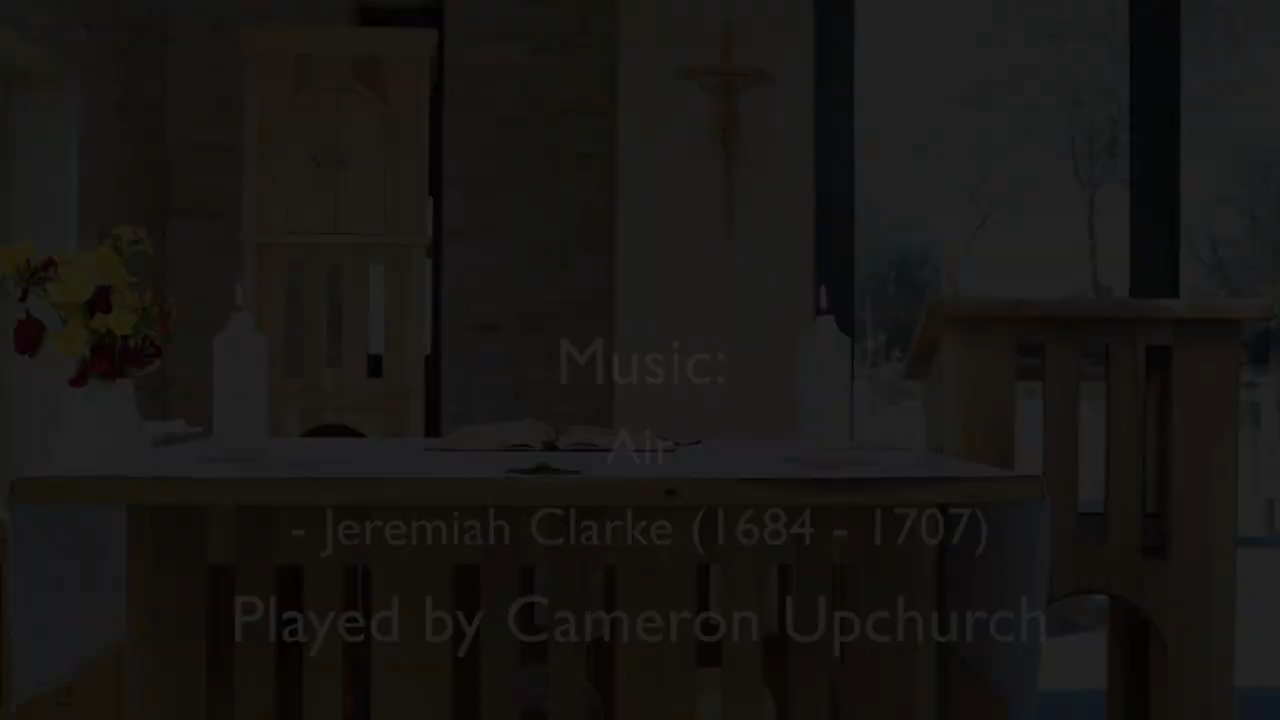 Music:
Air
- Jeremiah Clarke (1684 - 1707)
Played by Cameron Upchurch